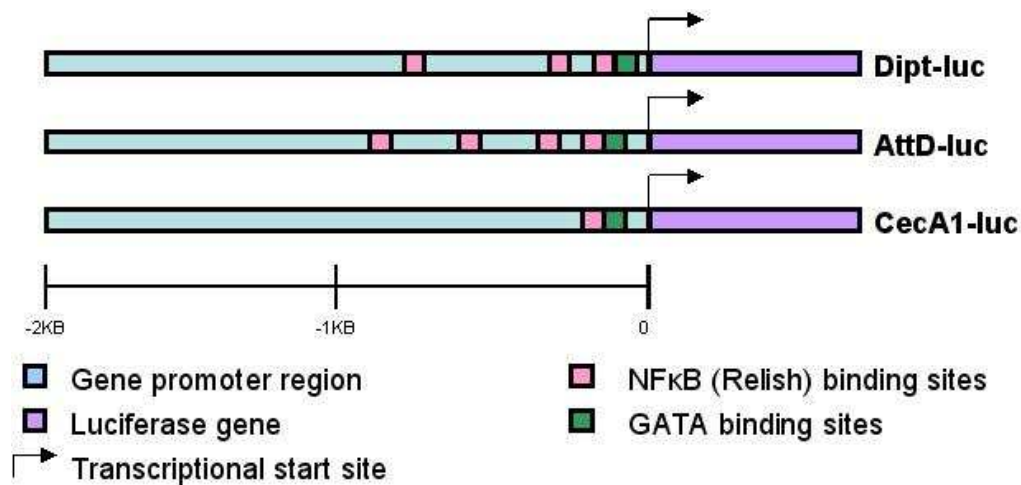 Dipt-luc
AttD-luc
CecA1-luc
-2KB -1KB 0
Gene promoter region NFκB (Relish) binding sites
Luciferase gene GATA binding sites
Transcriptional start site